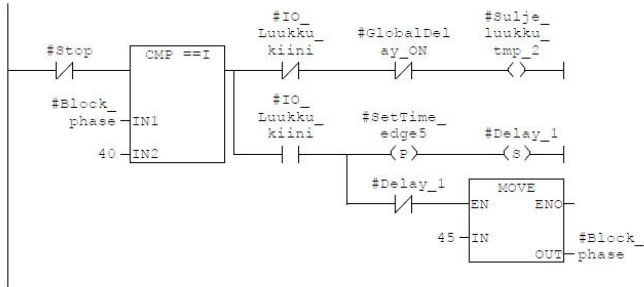 #Stop
CMP ==I
#Block_
phase
IN1
40
IN2
#IO_
Luukku_
kiini
#GlobalDel
ay_ON
#Sulje_
luukku_
tmp_2
#IO_
Luukku_
kiini
#SetTime_
edge5
P
#Delay_1
S
#Delay_1
MOVE
EN
ENO
45
IN
OUT
#Block_
phase